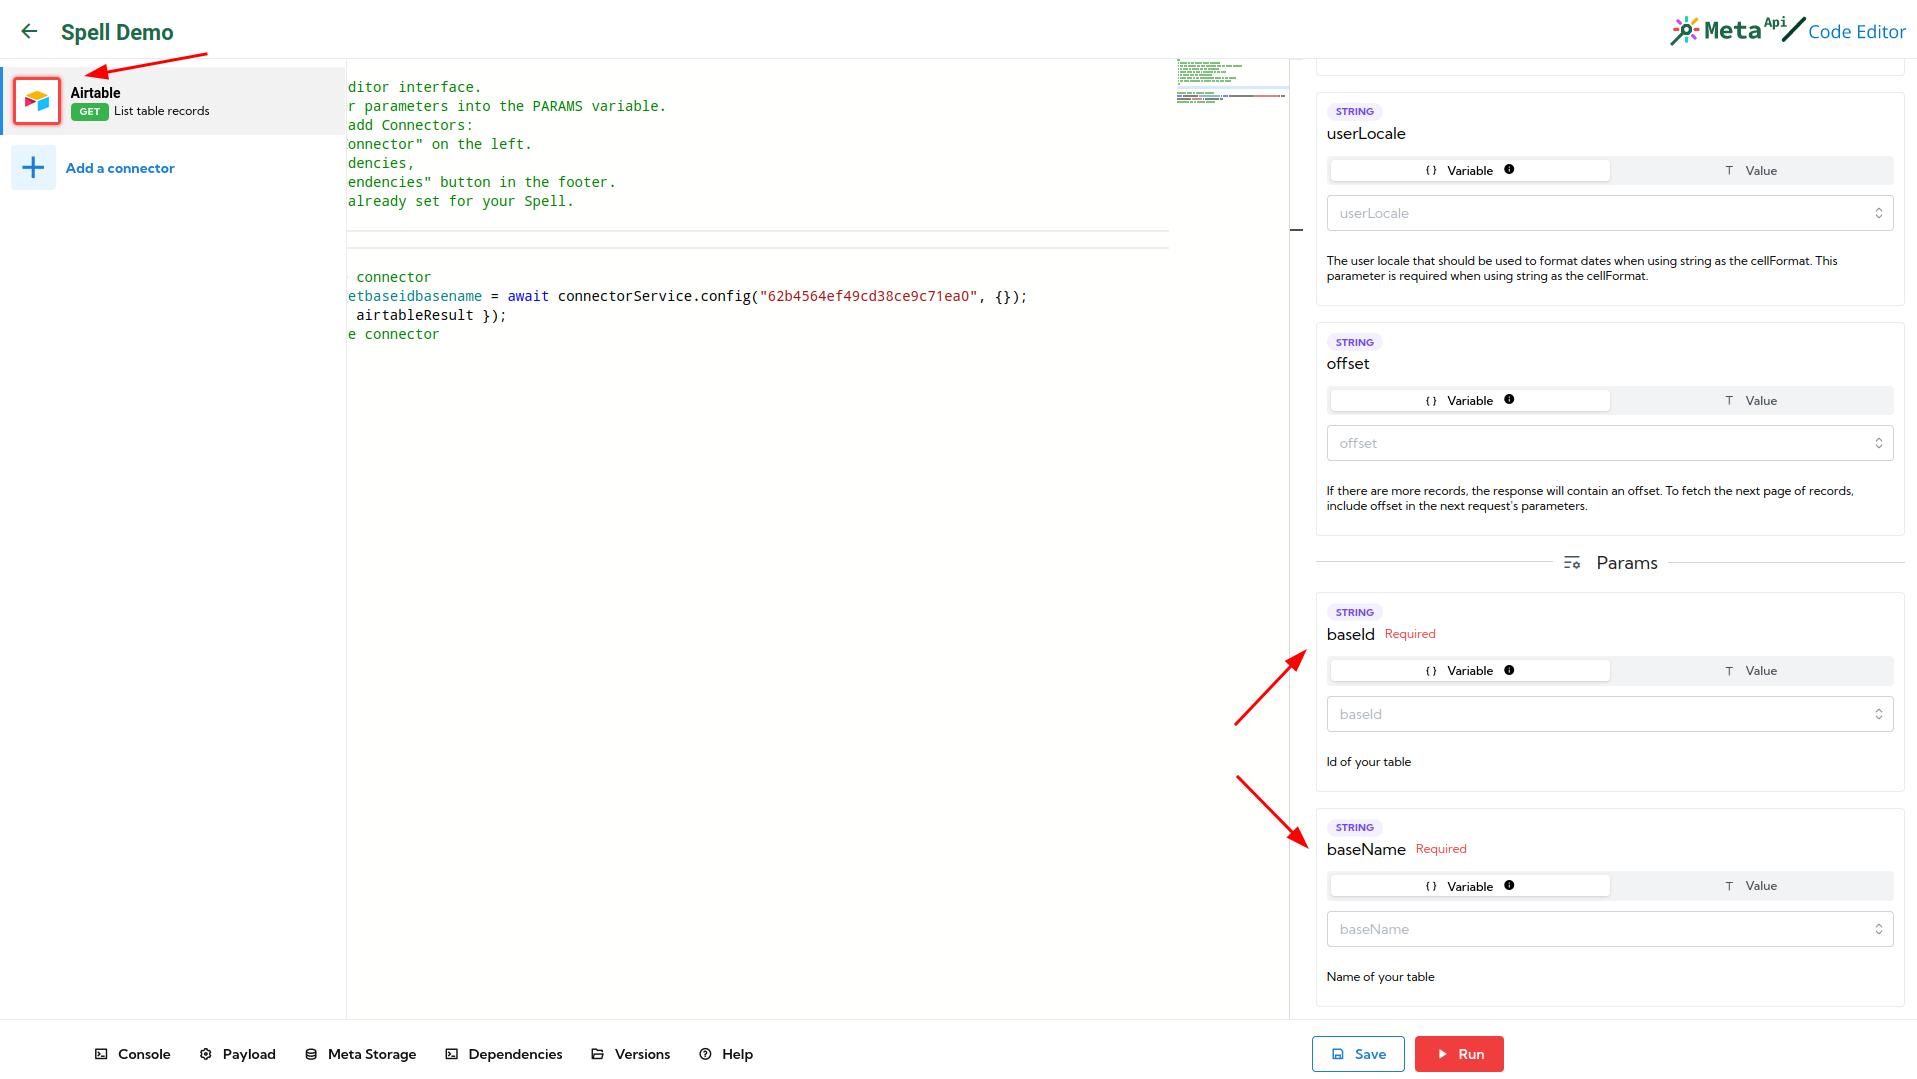 Spell Demo
Meta Api Code Editor
Airtable
GET List table records
Add a connector
ditor interface.
r parameters into the PARAMS variable.
add Connectors:
onnector" on the left.
dencies,
endencies" button in the footer.
already set for your Spell.
connector
etbaseidbasename = await connectorService.config("62b4564ef49cd38ce9c71ea0", {});
airtableResult });
e connector
STRING
userLocale
{} Variable
T Value
userLocale
The user locale that should be used to format dates when using string as the cellFormat. This
parameter is required when using string as the cellFormat.
STRING
offset
{} Variable
T Value
offset
If there are more records, the response will contain an offset. To fetch the next page of records,
include offset in the next request's parameters.
Params
STRING
baseId Required
{} Variable
T Value
baseId
Id of your table
STRING
baseName Required
{} Variable
T Value
baseName
Name of your table
Console
Payload
Meta Storage
Dependencies
Versions
Help
Save
Run